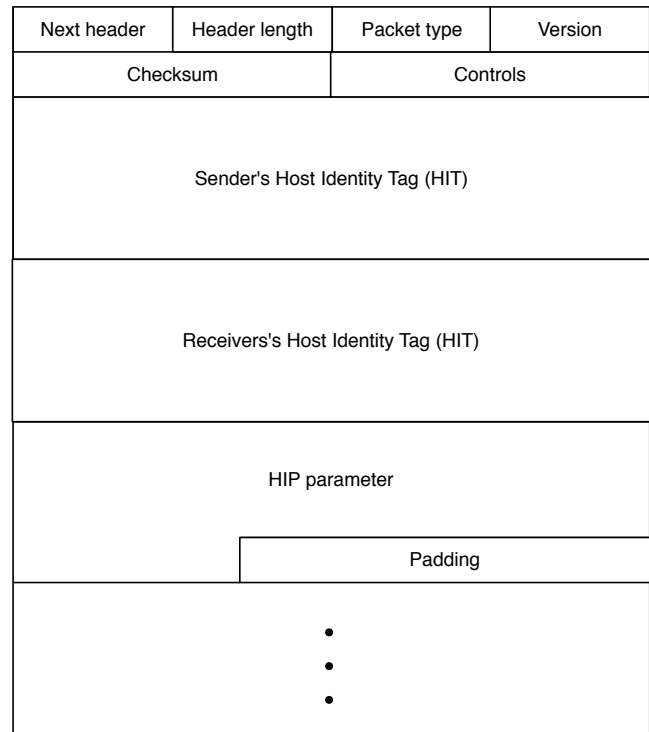 Next header Header length Packet type Version
Checksum Controls
Sender's Host Identity Tag (HIT)
Receivers's Host Identity Tag (HIT)
HIP parameter
Padding